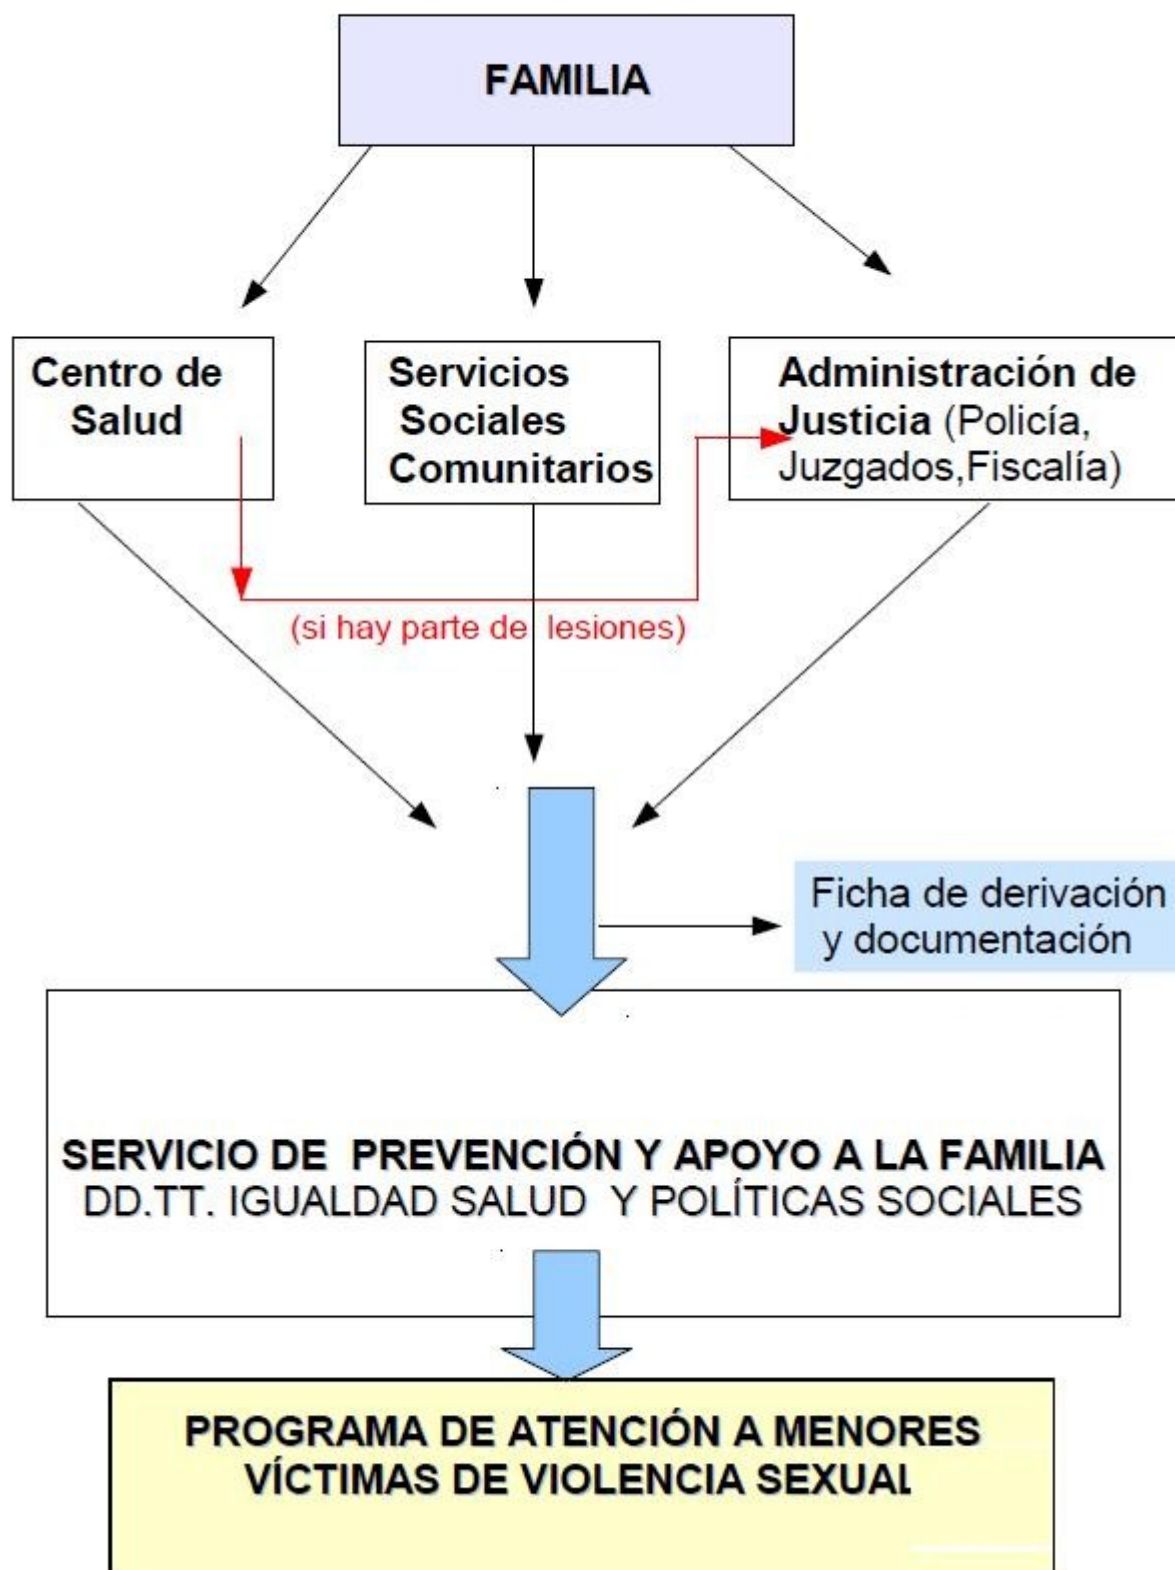 FAMILIA
Centro de
Salud
Servicios
Sociales
Comunitarios
Administración de
Justicia (Policía,
Juzgados,Fiscalía)
(si hay parte de lesiones)
Ficha de derivación
y documentación
SERVICIO DE PREVENCIÓN Y APOYO A LA FAMILIA
DD.TT. IGUALDAD SALUD Y POLÍTICAS SOCIALES
PROGRAMA DE ATENCIÓN A MENORES
VÍCTIMAS DE VIOLENCIA SEXUAL